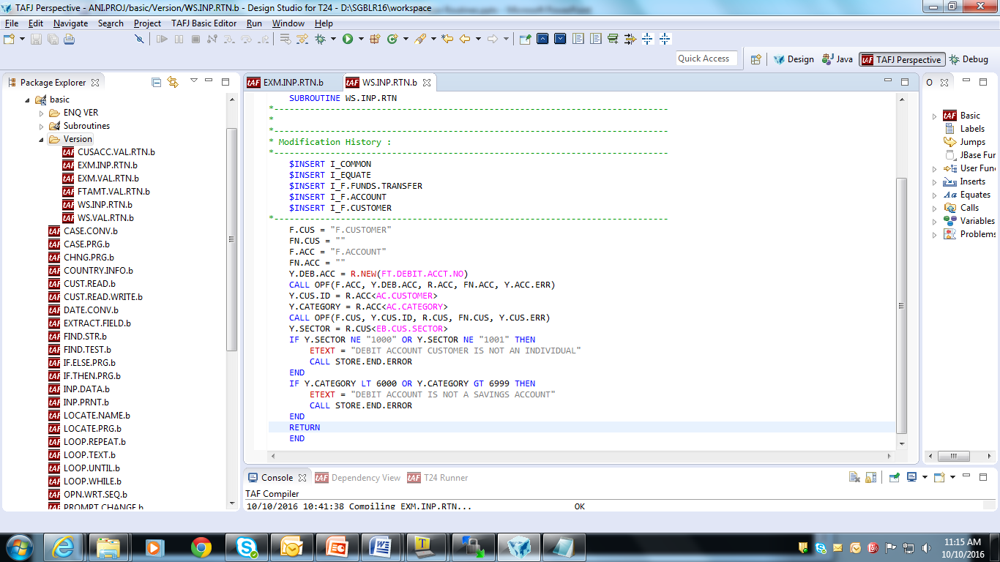 TAFJ Perspective - ANI.PROJ/basic/Version/WS.INP.RTN.b - Design Studio for T24 - D:\SGBLR16\workspace
File Edit Navigate Search Project TAFJ Basic Editor Run Window Help
Quick Access Design Java TAFJ Perspective Debug
Package Explorer
basic
ENQ VER
Subroutines
Version
CUSACC.VAL.RTN.b
EXM.INP.RTN.b
EXM.VAL.RTN.b
FTAMT.VAL.RTN.b
WS.INP.RTN.b
WS.VAL.RTN.b
CASE.CONV.b
CASE.PRG.b
CHNG.PRG.b
COUNTRY.INFO.b
CUST.READ.b
CUST.READ.WRITE.b
DATE.CONV.b
EXTRACT.FIELD.b
FIND.STR.b
FIND.TEST.b
IF.ELSE.PRG.b
IF.THEN.PRG.b
INP.DATA.b
INP.PRNT.b
LOCATE.NAME.b
LOCATE.PRG.b
LOOP.REPEAT.b
LOOP.TEXT.b
LOOP.UNTIL.b
LOOP.WHILE.b
OPN.WRT.SEQ.b
PROMPT.CHANGE.b
EXM.INP.RTN.b WS.INP.RTN.b
SUBROUTINE WS.INP.RTN
*-----------------------------------------------------------------------------
*
*-----------------------------------------------------------------------------
* Modification History :
*-----------------------------------------------------------------------------
$INSERT I_COMMON
$INSERT I_EQUATE
$INSERT I_F.FUNDS.TRANSFER
$INSERT I_F.ACCOUNT
$INSERT I_F.CUSTOMER
*-----------------------------------------------------------------------------
F.CUS = "F.CUSTOMER"
FN.CUS = ""
F.ACC = "F.ACCOUNT"
FN.ACC = ""
Y.DEB.ACC = R.NEW(FT.DEBIT.ACCT.NO)
CALL OPF(F.ACC, Y.DEB.ACC, R.ACC, FN.ACC, Y.ACC.ERR)
Y.CUS.ID = R.ACC<AC.CUSTOMER>
Y.CATEGORY = R.ACC<AC.CATEGORY>
CALL OPF(F.CUS, Y.CUS.ID, R.CUS, FN.CUS, Y.CUS.ERR)
Y.SECTOR = R.CUS<EB.CUS.SECTOR>
IF Y.SECTOR NE "1000" OR Y.SECTOR NE "1001" THEN
ETEXT = "DEBIT ACCOUNT CUSTOMER IS NOT AN INDIVIDUAL"
CALL STORE.END.ERROR
END
IF Y.CATEGORY LT 6000 OR Y.CATEGORY GT 6999 THEN
ETEXT = "DEBIT ACCOUNT IS NOT A SAVINGS ACCOUNT"
CALL STORE.END.ERROR
END
RETURN
END
O
Basic
Labels
Jumps
JBase Fun
User Func
Inserts
Equates
Calls
Variables
Problems
Console Dependency View T24 Runner
TAF Compiler
10/10/2016 10:41:38 Compiling EXM.INP.RTN... OK
11:15 AM
10/10/2016